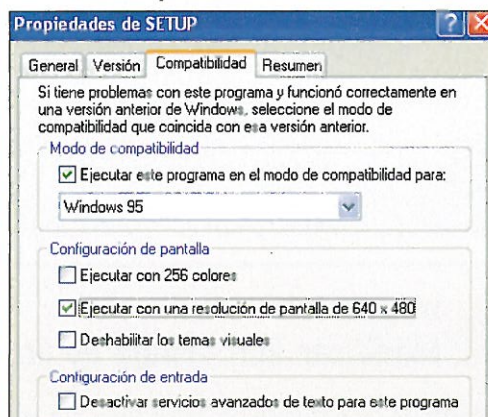 Propiedades de SETUP
General Versión Compatibilidad Resumen
Si tiene problemas con este programa y funcionó correctamente en
una versión anterior de Windows, seleccione el modo de
compatibilidad que coincida con esa versión anterior.
Modo de compatibilidad
Ejecutar este programa en el modo de compatibilidad para:
Windows 95
Configuración de pantalla
Ejecutar con 256 colores
Ejecutar con una resolución de pantalla de 640 x 480
Deshabilitar los temas visuales
Configuración de entrada
Desactivar servicios avanzados de texto para este programa